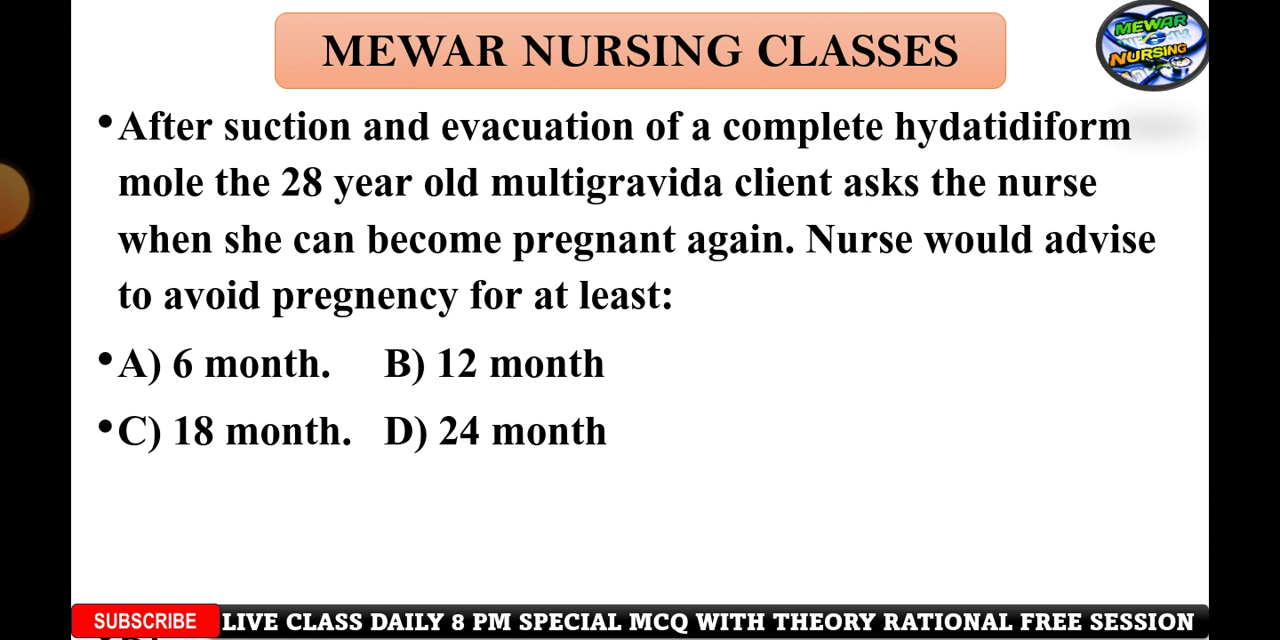 MEWAR NURSING CLASSES
MEWAR
NURSING
•After suction and evacuation of a complete hydatidiform
mole the 28 year old multigravida client asks the nurse
when she can become pregnant again. Nurse would advise
to avoid pregnency for at least:
•A) 6 month. B) 12 month
•C) 18 month. D) 24 month
SUBSCRIBE LIVE CLASS DAILY 8 PM SPECIAL MCQ WITH THEORY RATIONAL FREE SESSION